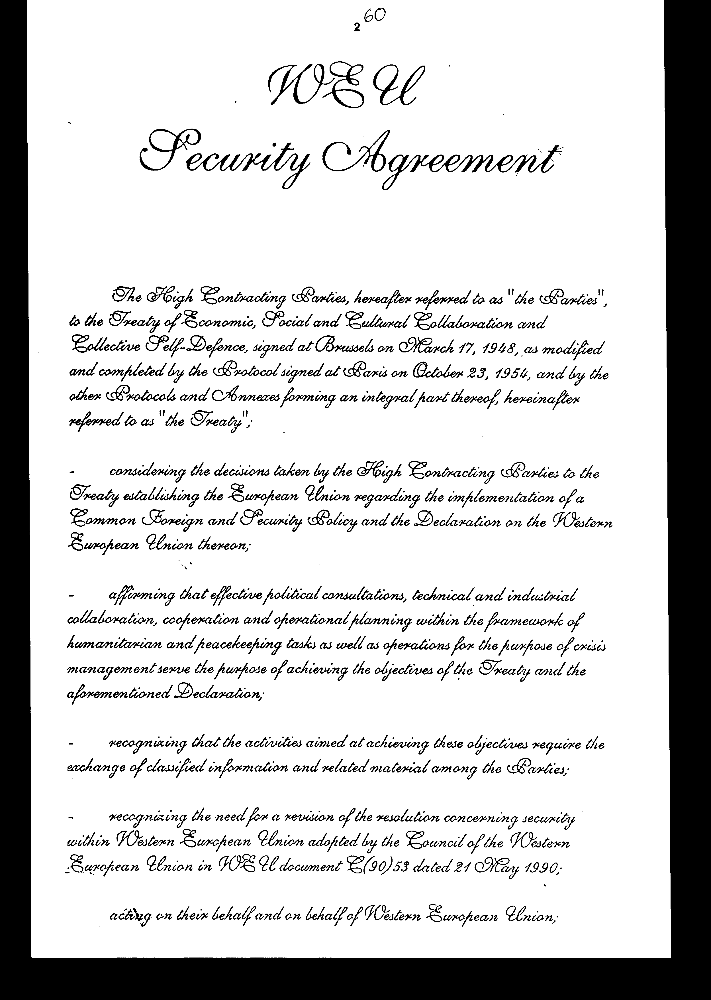 60
2
WEU
Security Agreement
The High Contracting Parties, hereafter referred to as "the Parties",
to the Treaty of Economic, Social and Cultural Collaboration and
Collective Self-Defence, signed at Brussels on March 17, 1948, as modified
and completed by the Protocol signed at Paris on October 23, 1954, and by the
other Protocols and Annexes forming an integral part thereof, hereinafter
referred to as "the Treaty";
- considering the decisions taken by the High Contracting Parties to the
Treaty establishing the European Union regarding the implementation of a
Common Foreign and Security Policy and the Declaration on the Western
European Union thereon;
- affirming that effective political consultations, technical and industrial
collaboration, cooperation and operational planning within the framework of
humanitarian and peacekeeping tasks as well as operations for the purpose of crisis
management serve the purpose of achieving the objectives of the Treaty and the
aforementioned Declaration;
- recognizing that the activities aimed at achieving these objectives require the
exchange of classified information and related material among the Parties;
- recognizing the need for a revision of the resolution concerning security
within Western European Union adopted by the Council of the Western
European Union in WEU document C(90)53 dated 21 May 1990;
acting on their behalf and on behalf of Western European Union;